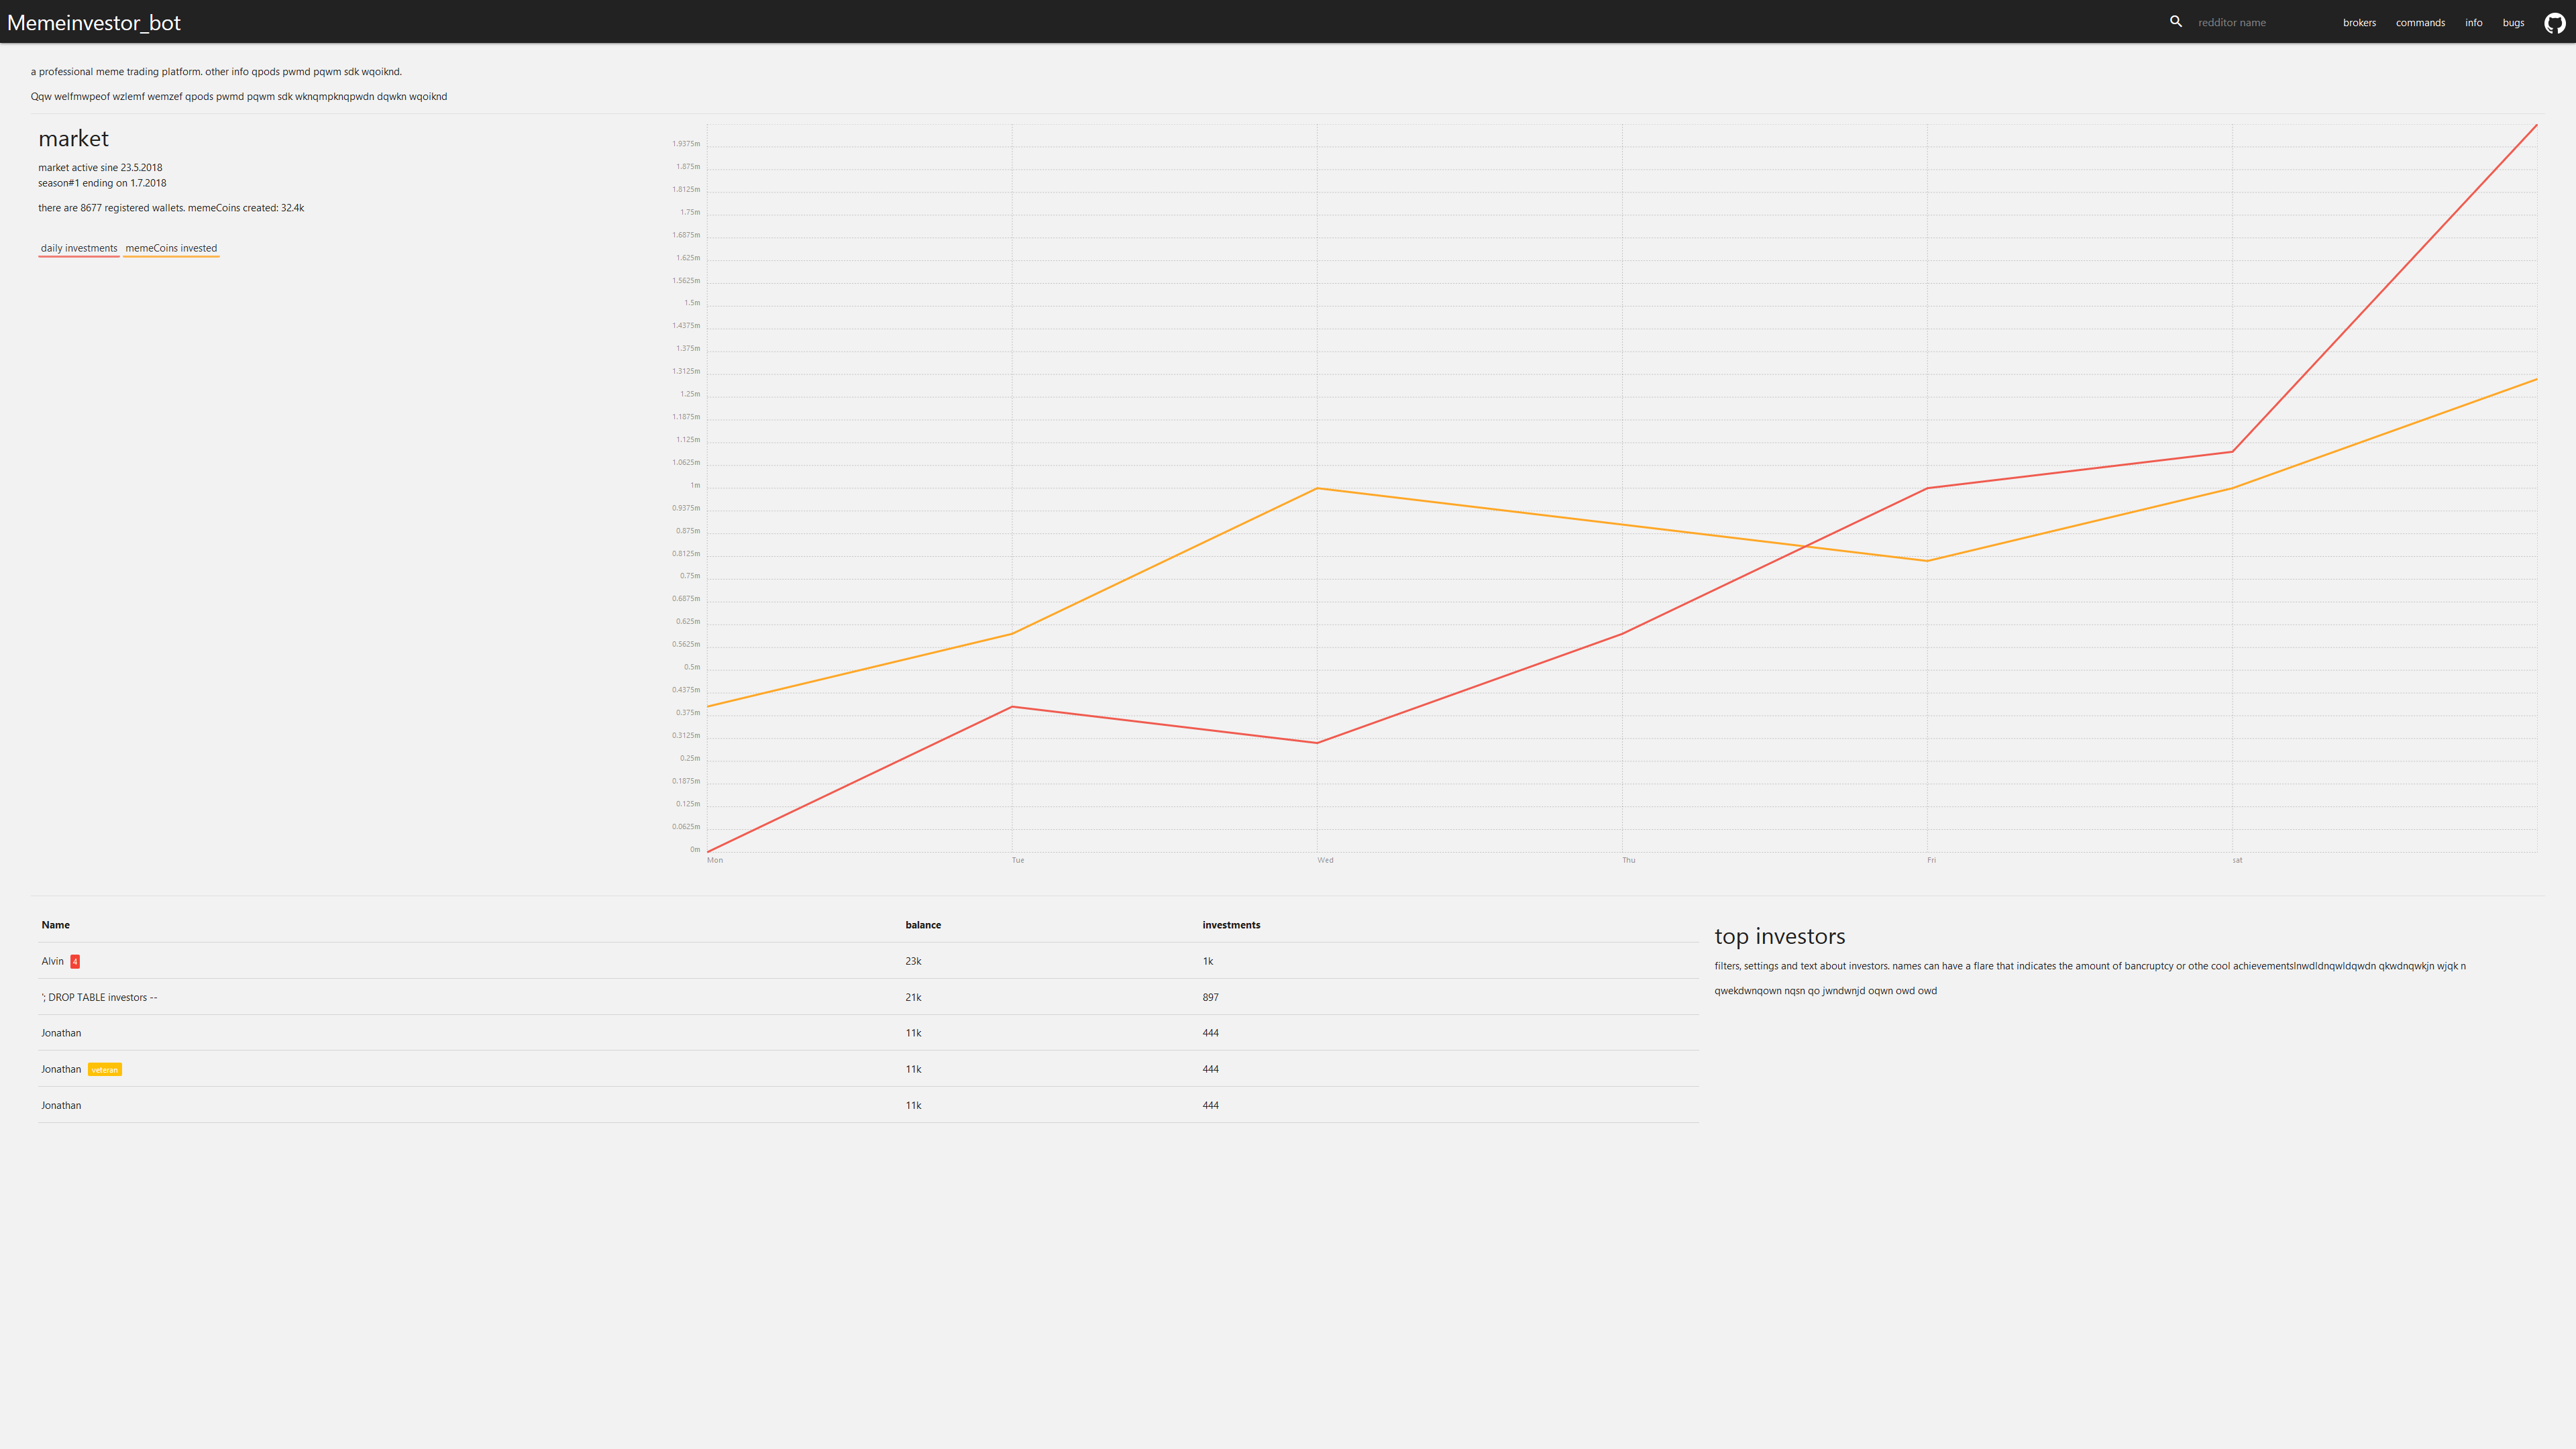 Memeinvestor_bot
redditor name
brokers
commands
info
bugs
a professional meme trading platform. other info qpods pwmd pqwm sdk wqoiknd.
Qqw welfmwpeof wzlemf wemzef qpods pwmd pqwm sdk wknqmpknqpwdn dqwkn wqoiknd
market
market active sine 23.5.2018
season#1 ending on 1.7.2018
there are 8677 registered wallets. memeCoins created: 32.4k
daily investments memeCoins invested
1.9375m
1.875m
1.8125m
1.75m
1.6875m
1.625m
1.5625m
1.5m
1.4375m
1.375m
1.3125m
1.25m
1.1875m
1.125m
1.0625m
1m
0.9375m
0.875m
0.8125m
0.75m
0.6875m
0.625m
0.5625m
0.5m
0.4375m
0.375m
0.3125m
0.25m
0.1875m
0.125m
0.0625m
0m
Mon Tue Wed Thu Fri sat
Name balance investments
Alvin 4 23k 1k
'; DROP TABLE investors -- 21k 897
Jonathan 11k 444
Jonathan veteran 11k 444
Jonathan 11k 444
top investors
filters, settings and text about investors. names can have a flare that indicates the amount of bancruptcy or othe cool achievementslnwdldnqwldqwdn qkwdnqwkjn wjqk n
qwekdwnqown nqsn qo jwndwnjd oqwn owd owd